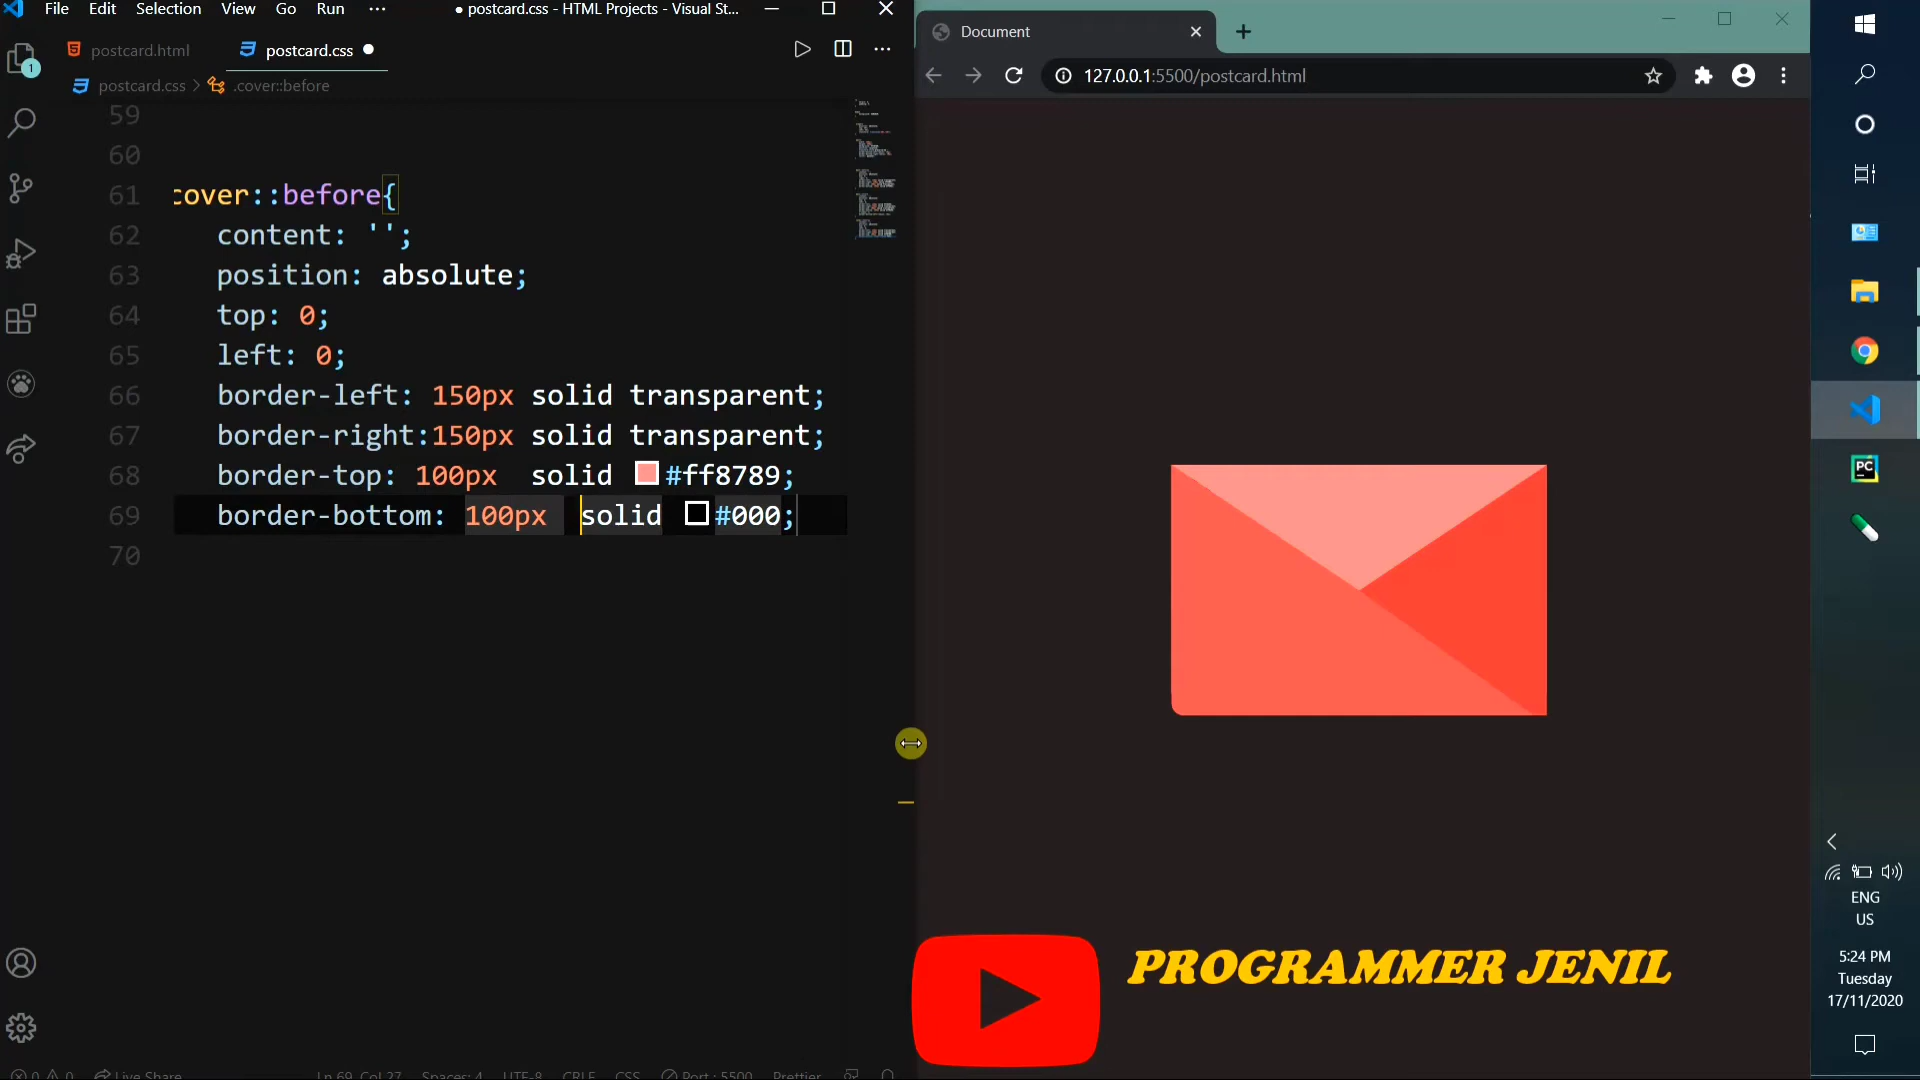 File Edit Selection View Go Run ··· ● postcard.css - HTML Projects - Visual St...
postcard.html postcard.css ●
postcard.css > .cover::before
59
60
61 cover::before{
62 content: '';
63 position: absolute;
64 top: 0;
65 left: 0;
66 border-left: 150px solid transparent;
67 border-right:150px solid transparent;
68 border-top: 100px  solid #ff8789;
69 border-bottom: 100px  solid #000;
70
0 0 Live Share Ln 69, Col 27 Spaces: 4 UTF-8 CRLF CSS Port : 5500 Prettier
Document
127.0.0.1:5500/postcard.html
PROGRAMMER JENIL
1
PC
ENG
US
5:24 PM
Tuesday
17/11/2020